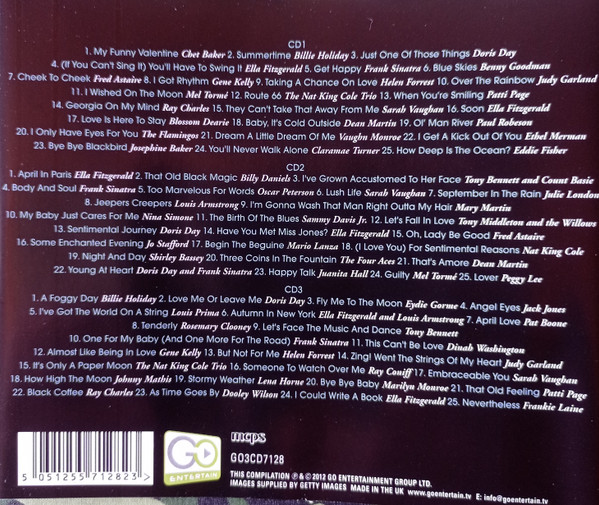 CD1
1. My Funny Valentine Chet Baker 2. Summertime Billie Holiday 3. Just One Of Those Things Doris Day
4. (If You Can't Sing It) You'll Have To Swing It Ella Fitzgerald 5. Get Happy Frank Sinatra 6. Blue Skies Benny Goodman
7. Cheek To Cheek Fred Astaire 8. I Got Rhythm Gene Kelly 9. Taking A Chance On Love Helen Forrest 10. Over The Rainbow Judy Garland
11. I Wished On The Moon Mel Tormé 12. Route 66 The Nat King Cole Trio 13. When You're Smiling Patti Page
14. Georgia On My Mind Ray Charles 15. They Can't Take That Away From Me Sarah Vaughan 16. Soon Ella Fitzgerald
17. Love Is Here To Stay Blossom Dearie 18. Baby, It's Cold Outside Dean Martin 19. Ol' Man River Paul Robeson
20. I Only Have Eyes For You The Flamingos 21. Dream A Little Dream Of Me Vaughn Monroe 22. I Get A Kick Out Of You Ethel Merman
23. Bye Bye Blackbird Josephine Baker 24. You'll Never Walk Alone Claramae Turner 25. How Deep Is The Ocean? Eddie Fisher
CD2
1. April In Paris Ella Fitzgerald 2. That Old Black Magic Billy Daniels 3. I've Grown Accustomed To Her Face Tony Bennett and Count Basie
4. Body And Soul Frank Sinatra 5. Too Marvelous For Words Oscar Peterson 6. Lush Life Sarah Vaughan 7. September In The Rain Julie London
8. Jeepers Creepers Louis Armstrong 9. I'm Gonna Wash That Man Right Outta My Hair Mary Martin
10. My Baby Just Cares For Me Nina Simone 11. The Birth Of The Blues Sammy Davis Jr. 12. Let's Fall In Love Tony Middleton and the Willows
13. Sentimental Journey Doris Day 14. Have You Met Miss Jones? Ella Fitzgerald 15. Oh, Lady Be Good Fred Astaire
16. Some Enchanted Evening Jo Stafford 17. Begin The Beguine Mario Lanza 18. (I Love You) For Sentimental Reasons Nat King Cole
19. Night And Day Shirley Bassey 20. Three Coins In The Fountain The Four Aces 21. That's Amore Dean Martin
22. Young At Heart Doris Day and Frank Sinatra 23. Happy Talk Juanita Hall 24. Guilty Mel Tormé 25. Lover Peggy Lee
CD3
1. A Foggy Day Billie Holiday 2. Love Me Or Leave Me Doris Day 3. Fly Me To The Moon Eydie Gorme 4. Angel Eyes Jack Jones
5. I've Got The World On A String Louis Prima 6. Autumn In New York Ella Fitzgerald and Louis Armstrong 7. April Love Pat Boone
8. Tenderly Rosemary Clooney 9. Let's Face The Music And Dance Tony Bennett
10. One For My Baby (And One More For The Road) Frank Sinatra 11. This Can't Be Love Dinah Washington
12. Almost Like Being In Love Gene Kelly 13. But Not For Me Helen Forrest 14. Zing! Went The Strings Of My Heart Judy Garland
15. It's Only A Paper Moon The Nat King Cole Trio 16. Someone To Watch Over Me Ray Coniff 17. Embraceable You Sarah Vaughan
18. How High The Moon Johnny Mathis 19. Stormy Weather Lena Horne 20. Bye Bye Baby Marilyn Monroe 21. That Old Feeling Patti Page
22. Black Coffee Ray Charles 23. As Time Goes By Dooley Wilson 24. I Could Write A Book Ella Fitzgerald 25. Nevertheless Frankie Laine
5 051255 712823 >
GO
ENTERTAIN
mcps
GO3CD7128
THIS COMPILATION ℗ & © 2012 GO ENTERTAINMENT GROUP LTD.
IMAGES SUPPLIED BY GETTY IMAGES MADE IN THE UK www.goentertain.tv E: info@goentertain.tv